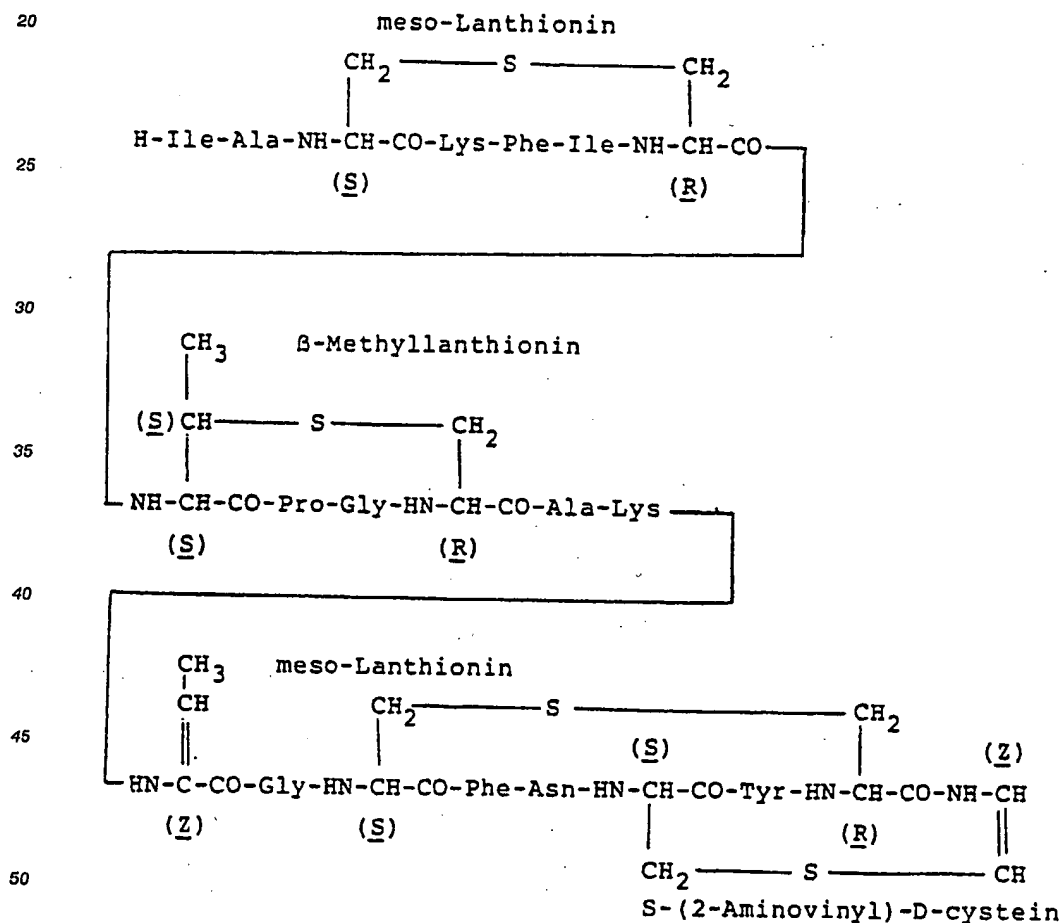 20
meso-Lanthionin
CH2 S CH2
H-Ile-Ala-NH-CH-CO-Lys-Phe-Ile-NH-CH-CO
25
(S) (R)
30
CH3 ß-Methyllanthionin
(S) CH S CH2
35
NH-CH-CO-Pro-Gly-HN-CH-CO-Ala-Lys
(S) (R)
40
CH3 meso-Lanthionin
CH CH2 S CH2
45
(S) (Z)
HN-C-CO-Gly-HN-CH-CO-Phe-Asn-HN-CH-CO-Tyr-HN-CH-CO-NH-CH
(Z) (S) (R)
50
CH2 S CH
S-(2-Aminovinyl)-D-cystein